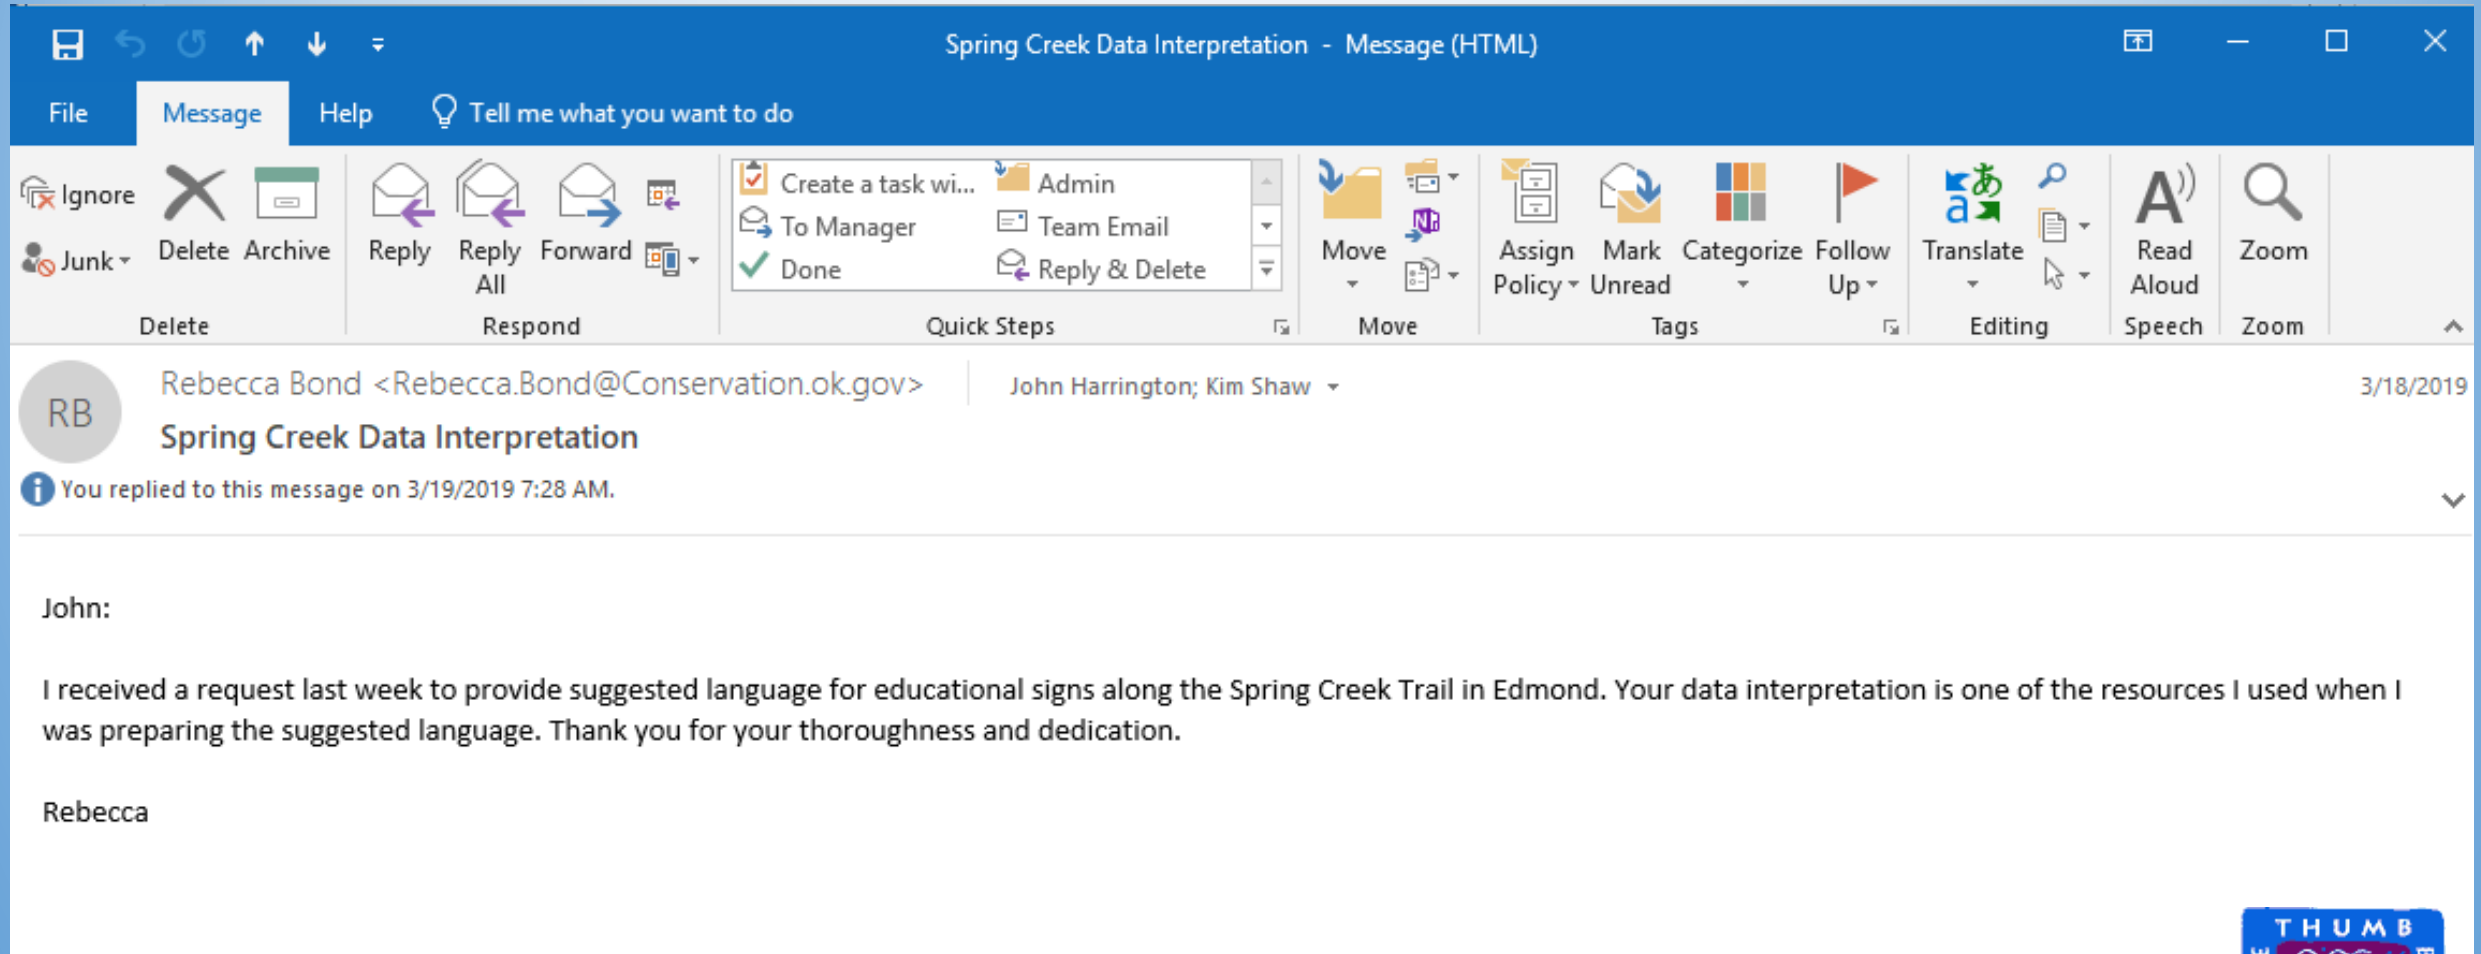 Spring Creek Data Interpretation - Message (HTML)
File Message Help Tell me what you want to do
Ignore
Junk
Delete
Archive
Delete
Reply
Reply All
Forward
Respond
Create a task wi...
To Manager
Done
Admin
Team Email
Reply & Delete
Quick Steps
Move
Move
Assign Policy
Mark Unread
Categorize
Follow Up
Tags
Translate
Editing
Read Aloud
Speech
Zoom
Zoom
RB
Rebecca Bond <Rebecca.Bond@Conservation.ok.gov> John Harrington; Kim Shaw 3/18/2019
Spring Creek Data Interpretation
You replied to this message on 3/19/2019 7:28 AM.
John:
I received a request last week to provide suggested language for educational signs along the Spring Creek Trail in Edmond. Your data interpretation is one of the resources I used when I
was preparing the suggested language. Thank you for your thoroughness and dedication.
Rebecca
THUMB